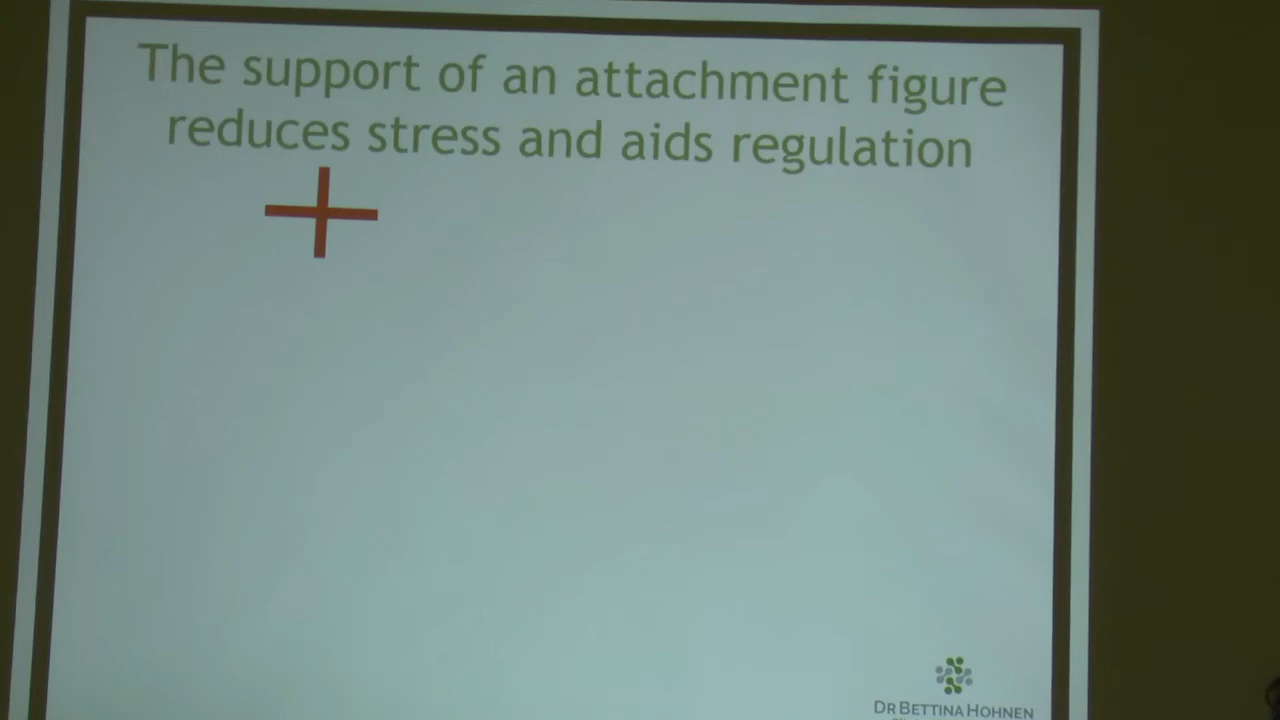 The support of an attachment figure
reduces stress and aids regulation
DR BETTINA HOHNEN